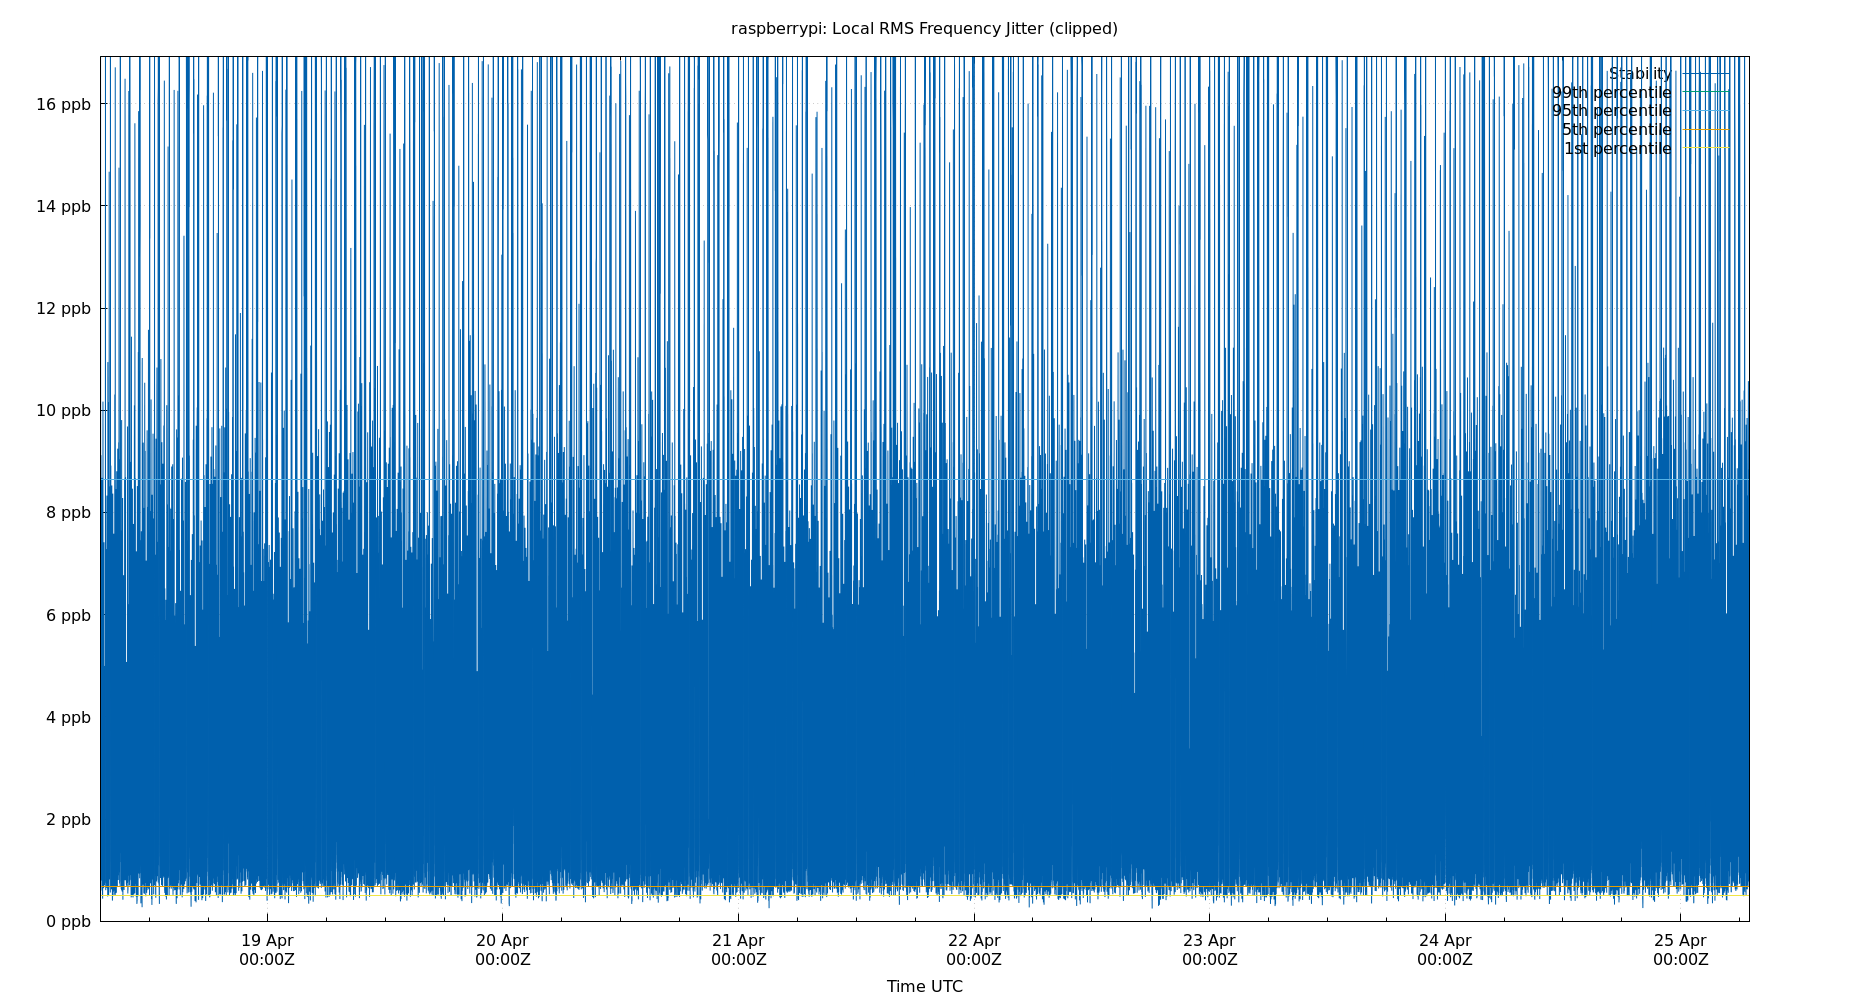 raspberrypi: Local RMS Frequency Jitter (clipped)
Stability
99th percentile
95th percentile
5th percentile
1st percentile
16 ppb
14 ppb
12 ppb
10 ppb
8 ppb
6 ppb
4 ppb
2 ppb
0 ppb
19 Apr 20 Apr 21 Apr 22 Apr 23 Apr 24 Apr 25 Apr
00:00Z 00:00Z 00:00Z 00:00Z 00:00Z 00:00Z 00:00Z
Time UTC